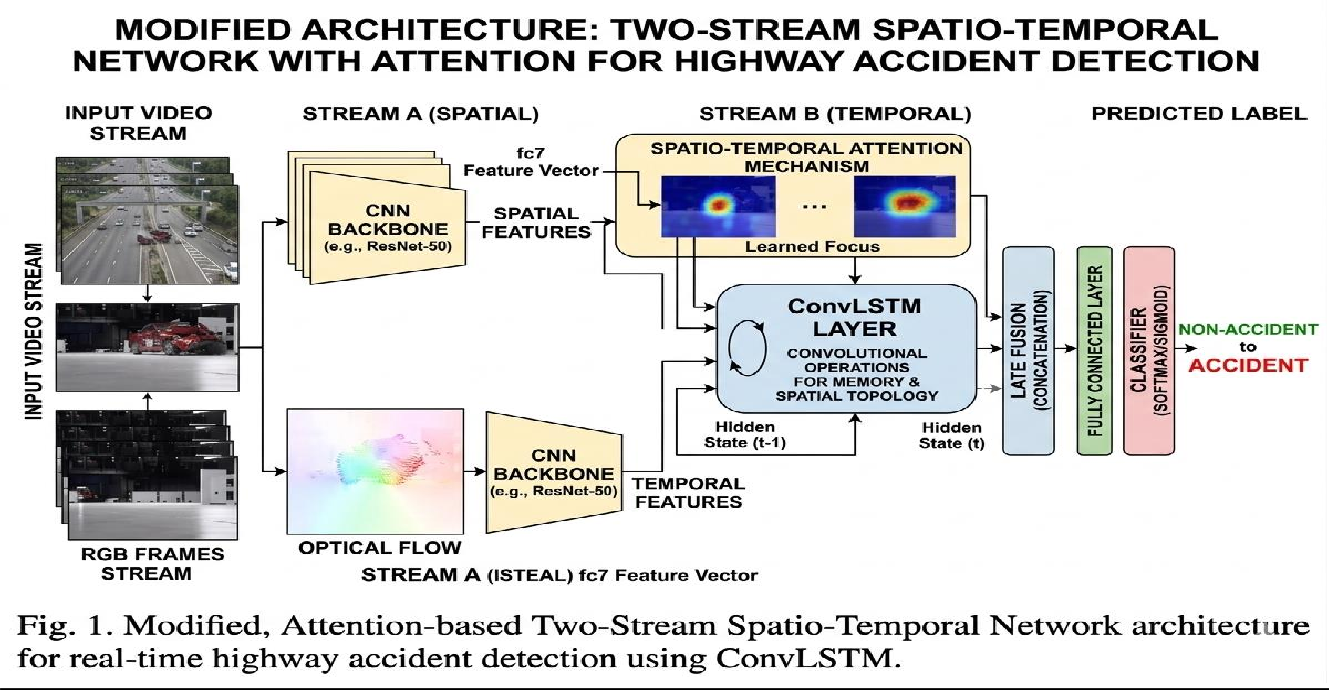 MODIFIED ARCHITECTURE: TWO-STREAM SPATIO-TEMPORAL
NETWORK WITH ATTENTION FOR HIGHWAY ACCIDENT DETECTION
INPUT VIDEO
STREAM
STREAM A (SPATIAL)
STREAM B (TEMPORAL)
PREDICTED LABEL
INPUT VIDEO STREAM
CNN
BACKBONE
(e.g., ResNet-50)
fc7
Feature Vector
SPATIAL
FEATURES
SPATIO-TEMPORAL ATTENTION
MECHANISM
...
Learned Focus
ConvLSTM
LAYER
CONVOLUTIONAL
OPERATIONS
FOR MEMORY &
SPATIAL TOPOLOGY
Hidden
State (t-1)
Hidden
State (t)
LATE FUSION
(CONCATENATION)
FULLY CONNECTED LAYER
CLASSIFIER
(SOFTMAX/SIGMOID)
NON-ACCIDENT
to
ACCIDENT
CNN
BACKBONE
(e.g., ResNet-50)
TEMPORAL
FEATURES
OPTICAL FLOW
RGB FRAMES
STREAM
STREAM A (ISTEAL) fc7 Feature Vector
Fig. 1. Modified, Attention-based Two-Stream Spatio-Temporal Network architecture
for real-time highway accident detection using ConvLSTM.